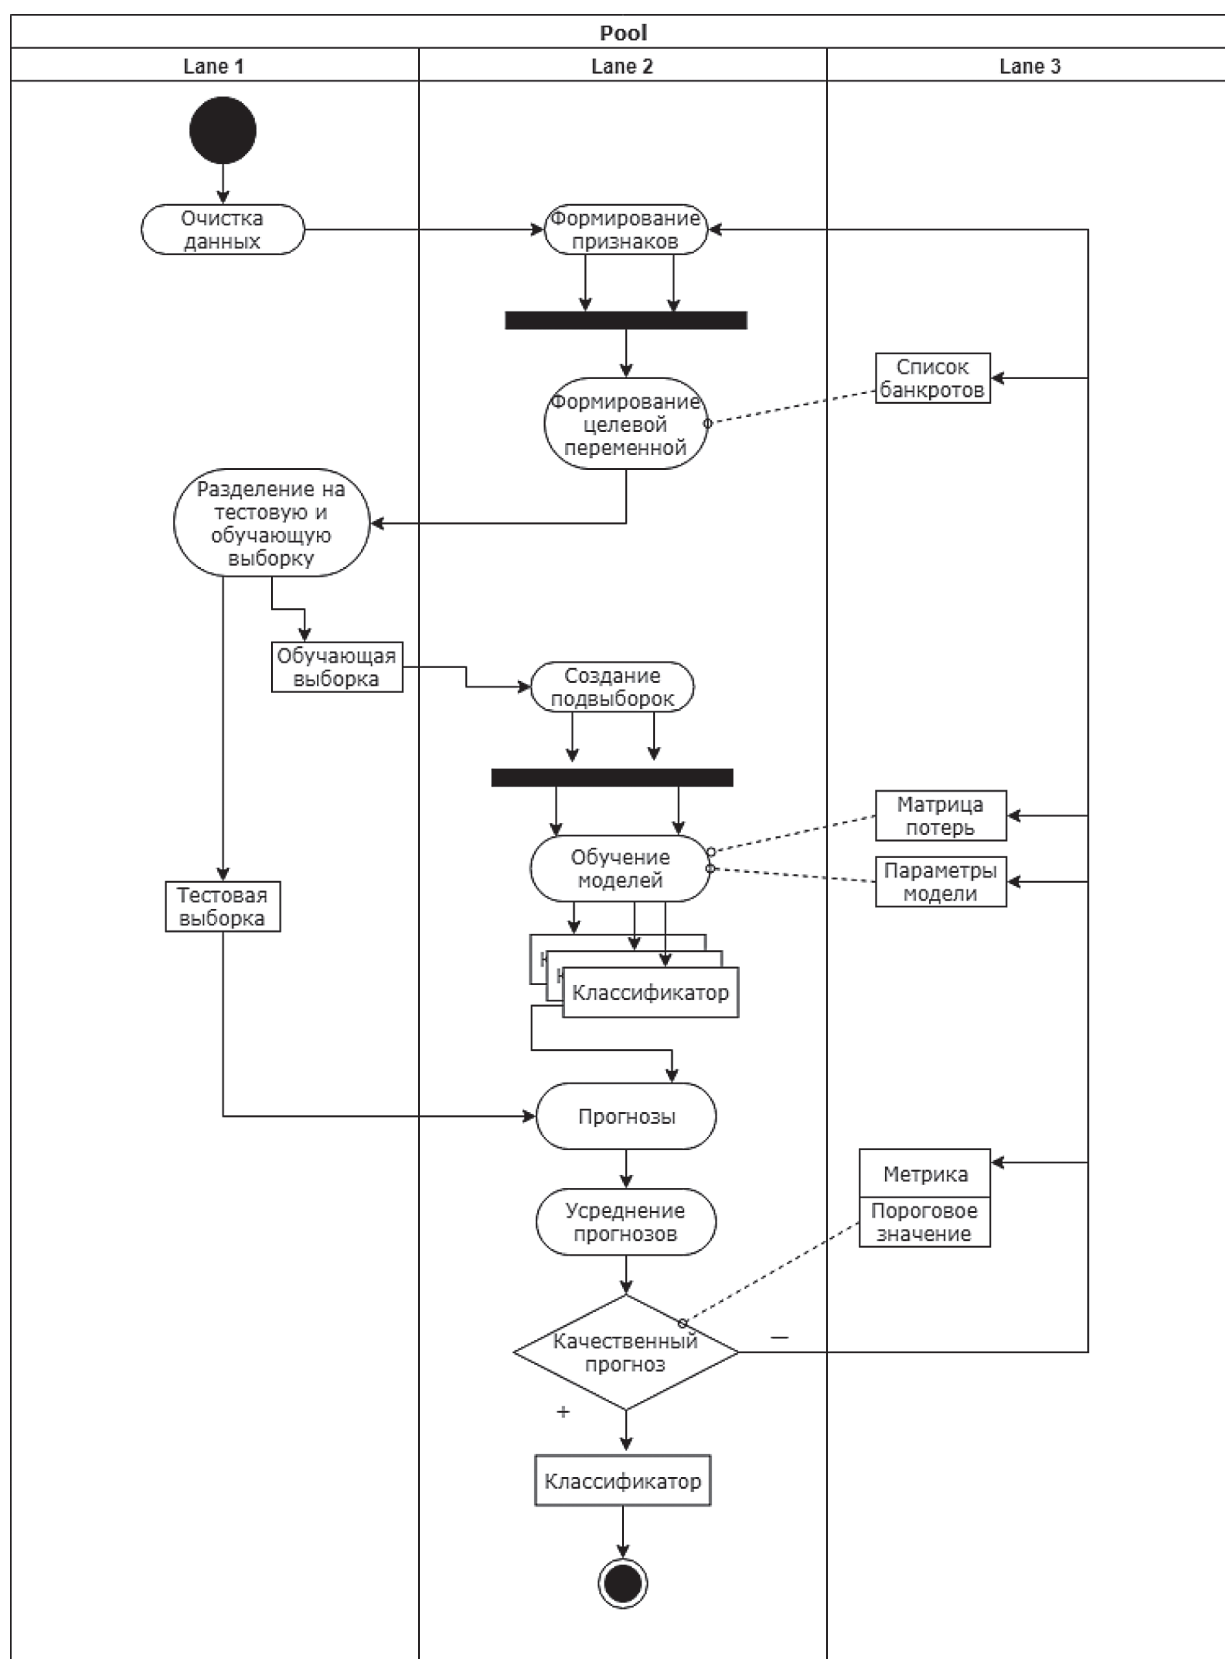 Pool
Lane 1
Lane 2
Lane 3
Очистка
данных
Формирование
признаков
Список
банкротов
Формирование
целевой
переменной
Разделение на
тестовую и
обучающую
выборку
Обучающая
выборка
Создание
подвыборок
Матрица
потерь
Обучение
моделей
Параметры
модели
Тестовая
выборка
К
К
Классификатор
Прогнозы
Метрика
Пороговое
значение
Усреднение
прогнозов
Качественный
прогноз
—
+
Классификатор